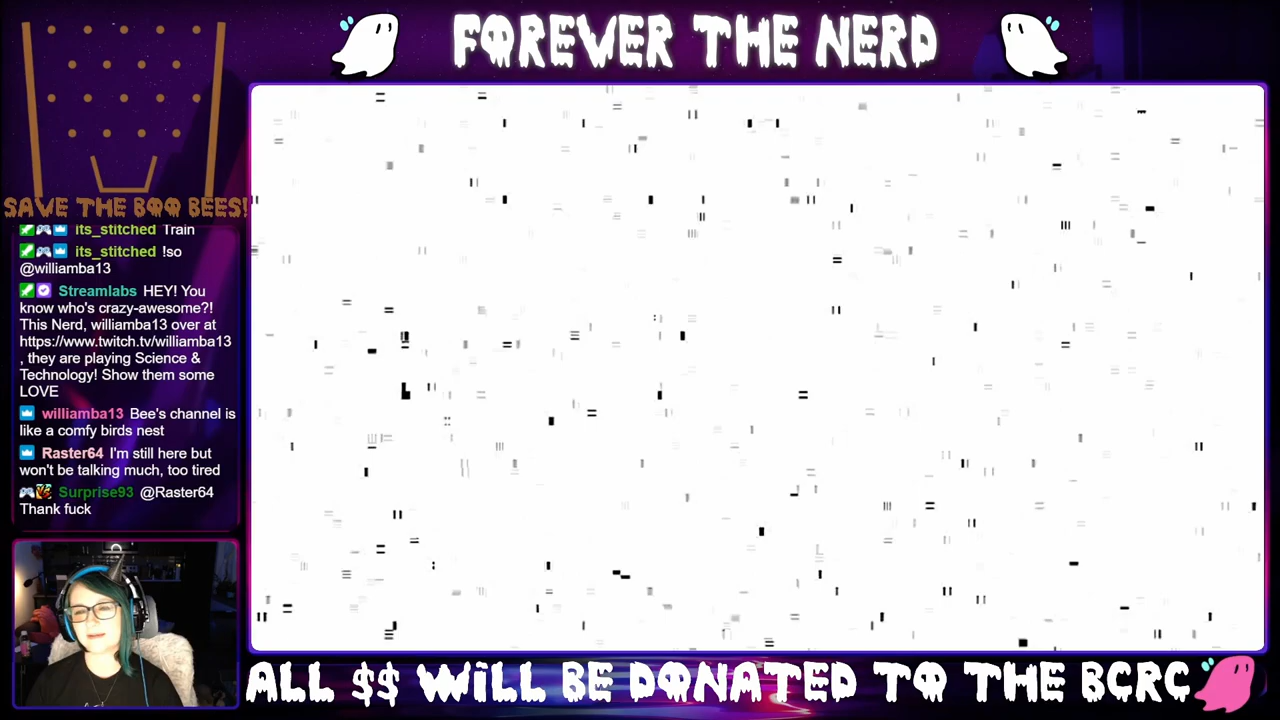 FOREVER THE NERD
SAVE THE BOO BEES!
its_stitched Train
its_stitched !so
@williamba13
Streamlabs HEY! You
know who's crazy-awesome?!
This Nerd, williamba13 over at
https://www.twitch.tv/williamba13
, they are playing Science &
Technology! Show them some
LOVE
williamba13 Bee's channel is
like a comfy birds nest
Raster64 I'm still here but
won't be talking much, too tired
Surprise93 @Raster64
Thank fuck
ALL $$ WiLL BE DONATED TO THE BCRC